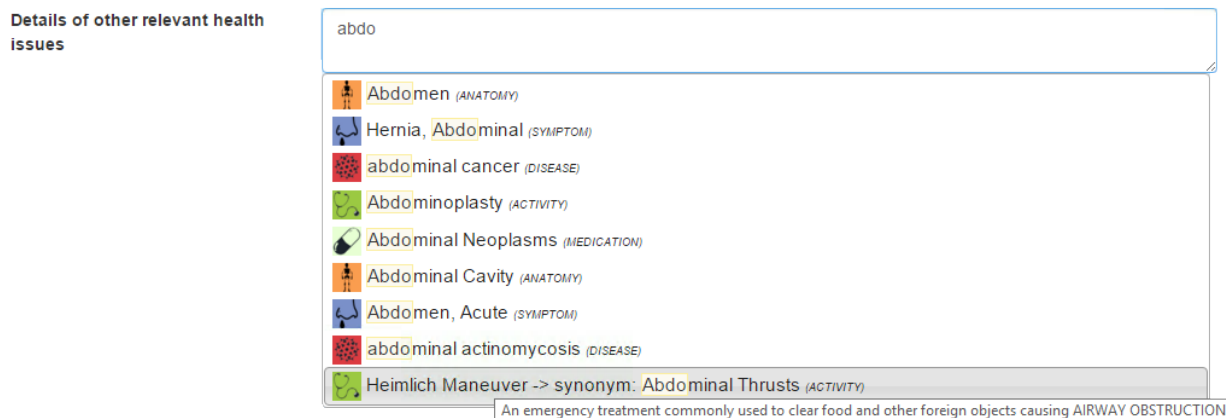 Details of other relevant health
issues
abdo
Abdomen (ANATOMY)
Hernia, Abdominal (SYMPTOM)
abdominal cancer (DISEASE)
Abdominoplasty (ACTIVITY)
Abdominal Neoplasms (MEDICATION)
Abdominal Cavity (ANATOMY)
Abdomen, Acute (SYMPTOM)
abdominal actinomycosis (DISEASE)
Heimlich Maneuver -> synonym: Abdominal Thrusts (ACTIVITY)
An emergency treatment commonly used to clear food and other foreign objects causing AIRWAY OBSTRUCTION